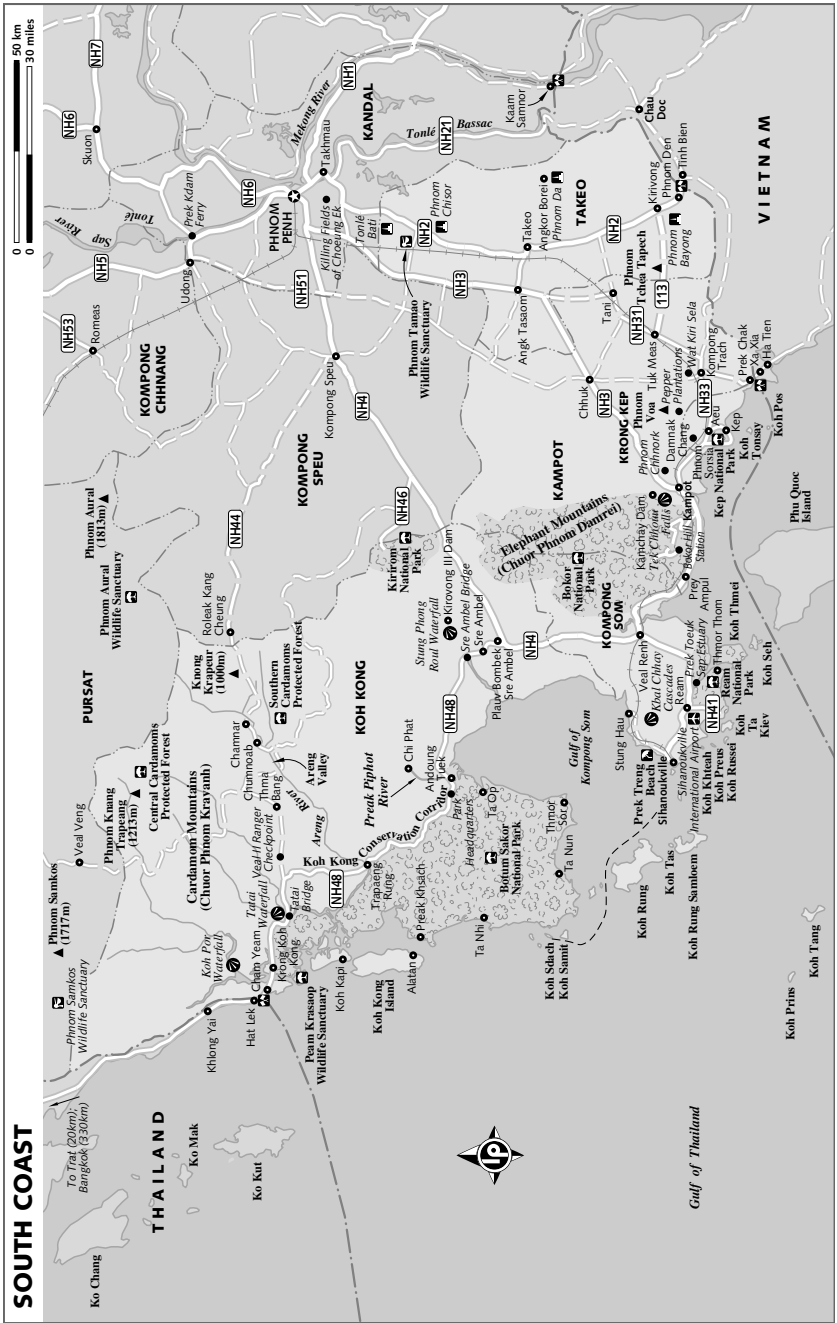 SOUTH COAST
0
50 km
0
30 miles
To Trat (20km);
Bangkok (330km)
THAILAND
Ko Chang
Ko Mak
Ko Kut
Khlong Yai
Hat Lek
Phnom Samkos
Wildlife Sanctuary
Phnom Samkos
(1717m)
Veal Veng
PURSAT
Phnom Kuang
Trapeang
(1213m)
Central Cardamoms
Protected Forest
Cardamom Mountains
(Chuor Phnom Kravanh)
Koh Por
Waterfall
Cham Yeam
Krong Koh
Kong
Tatai
Waterfall
Tatai
Bridge
Veal II Ranger
Checkpoint
Thma
Bang
Chumnoab
Chamnar
Areng
Valley
Areng
River
Southern
Cardamoms
Protected Forest
Knong
Krapeur
(1000m)
Roleak Kang
Cheung
Phnom Aural
Wildlife Sanctuary
Phnom Aural
(1813m)
NH44
KOMPONG
CHHNANG
NH53
Romeas
NH5
Udong
Tonlé
Sap
River
Prek Kdam
Ferry
NH6
Skuon
NH7
NH6
PHNOM
PENH
NH51
Mekong River
NH1
Takhmau
Killing Fields
of Choeung Ek
KANDAL
Tonlé
Bassac
NH21
Kaam
Samnor
Chau
Doc
VIETNAM
Kompong Speu
NH4
KOMPONG
SPEU
NH46
Kirirom
National
Park
Tonlé
Bati
NH2
Phnom
Chisor
Phnom Tamao
Wildlife Sanctuary
NH3
Takeo
Angkor Borei
Phnom Da
TAKEO
Angk Tasaom
NH2
Tani
Kirivong
Phnom Den
Tinh Bien
Phnom
Bayong
Phnom
Tchea Tapech
113
NH31
Tuk Meas
Chhuk
NH3
KAMPOT
KRONG KEP
Phnom
Voa
Pepper
Plantations
Wat Kiri Sela
Kompong
Trach
NH33
Prek Chak
Xa-Xia
Ha Tien
Koh Pos
Phnom
Chhnork
Damnak
Chang
Aeu
Phnom
Sorsia
Kep
Kep National
Park
Koh
Tonsay
Phu Quoc
Island
Elephant Mountains
(Chuor Phnom Damrei)
Bokor
National
Park
Kamchay Dam
Tek Chhouu
Falls
Kampot
Bokor Hill
Station
Prey
Ampul
KOMPONG
SOM
Koh Kong
Conservation Corridor
NH48
KOH KONG
Trapaeng
Rung
Preak Piphot
River
Chi Phat
Andoung
Tuek
NH48
Stung Phong
Roul Waterfall
Kirovong III Dam
Sre Ambel Bridge
Sre Ambel
Plauv Bombek
Sre Ambel
NH4
Peam Krasaop
Wildlife Sanctuary
Koh Kapi
Koh Kong
Island
Alatan
Preak Khsach
Park
Headquarters
Ta Op
Botum Sakor
National Park
Thmor
Sor
Ta Nun
Ta Nhi
Koh Sdach
Koh Samit
Gulf of
Kompong Som
Stung Hau
Veal Renh
Kbal Chhay
Cascades
Prek Toeuk
Sap Estuary
Ream
Thmor Thom
Ream
National
Park
NH41
Prek Treng
Beach
Sihanoukville
Sihanoukville
International Airport
Koh Khteah
Koh Preus
Koh Russei
Koh
Ta
Kiev
Koh Thmei
Koh Seh
Koh Rung
Koh Tas
Koh Rung Samloem
Koh Tang
Koh Prins
Gulf of Thailand
lp